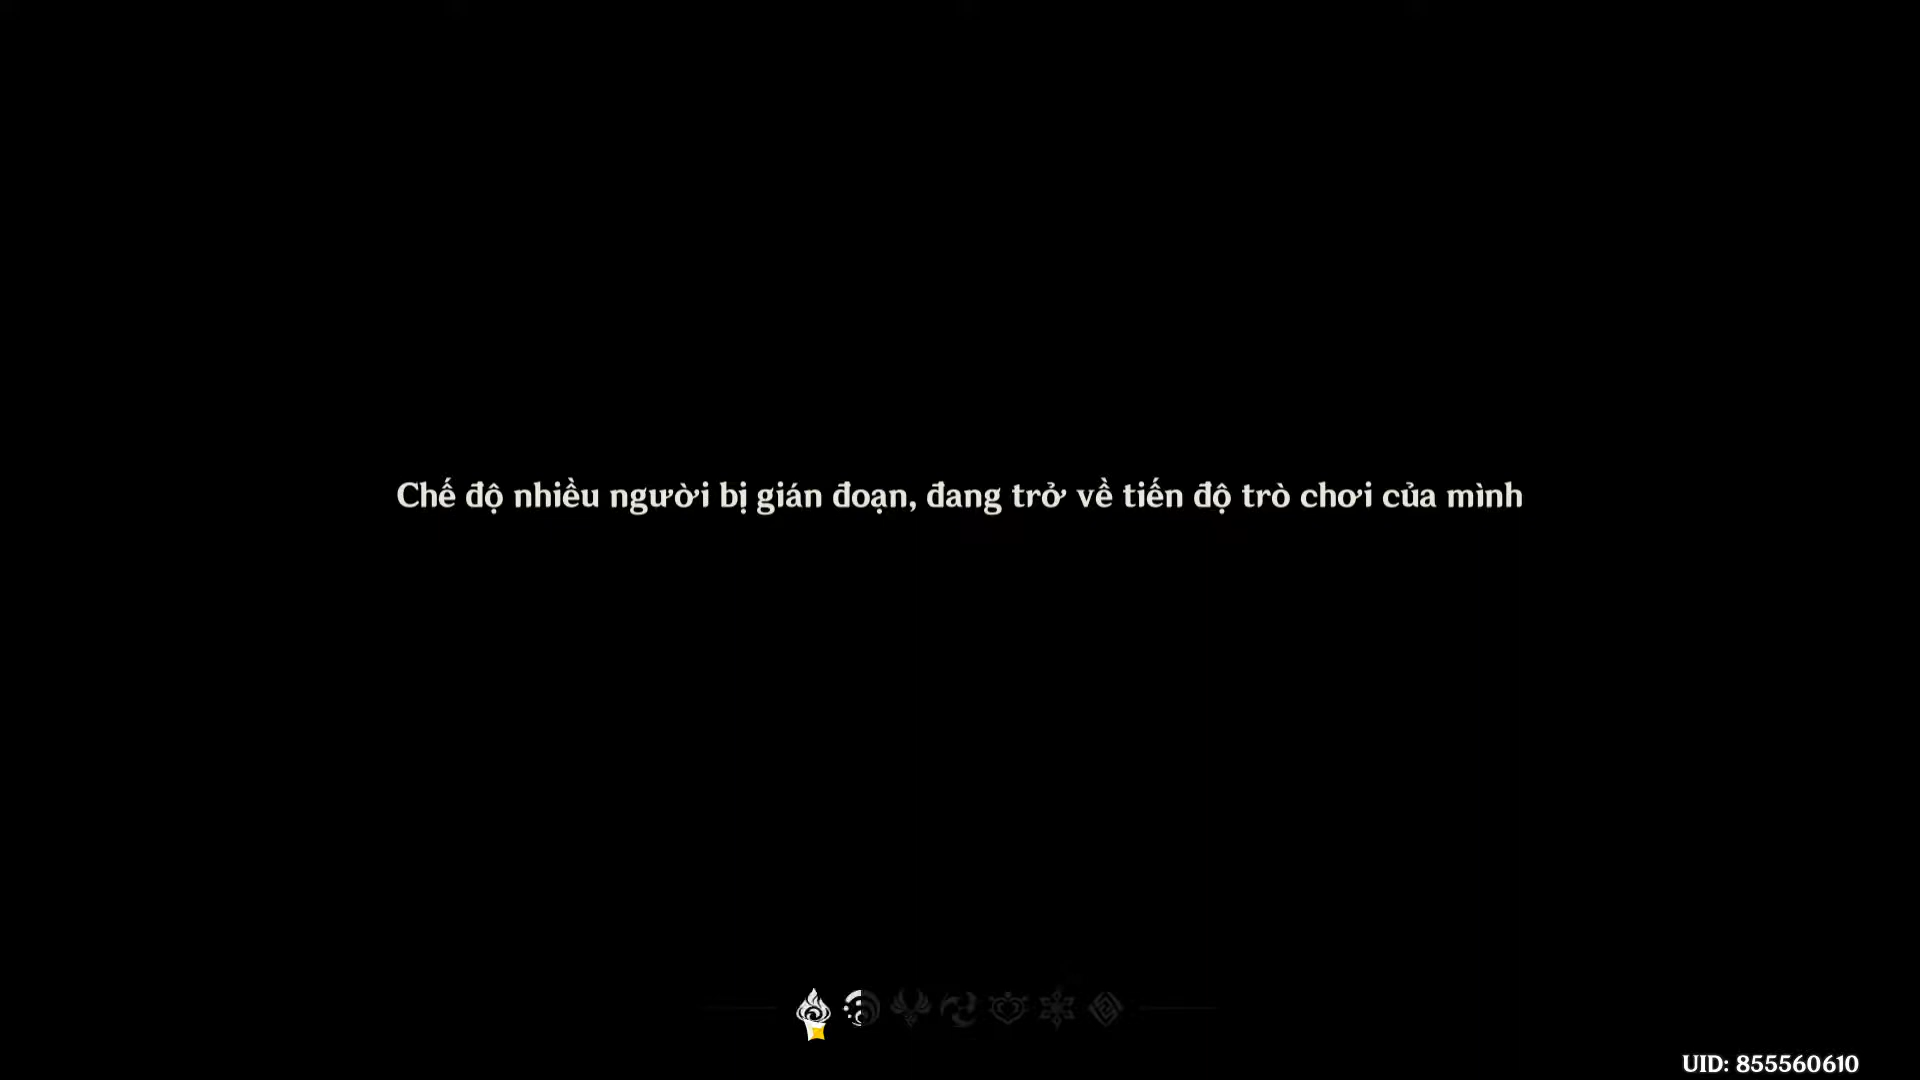 Chế độ nhiều người bị gián đoạn, đang trở về tiến độ trò chơi của mình
UID: 855560610